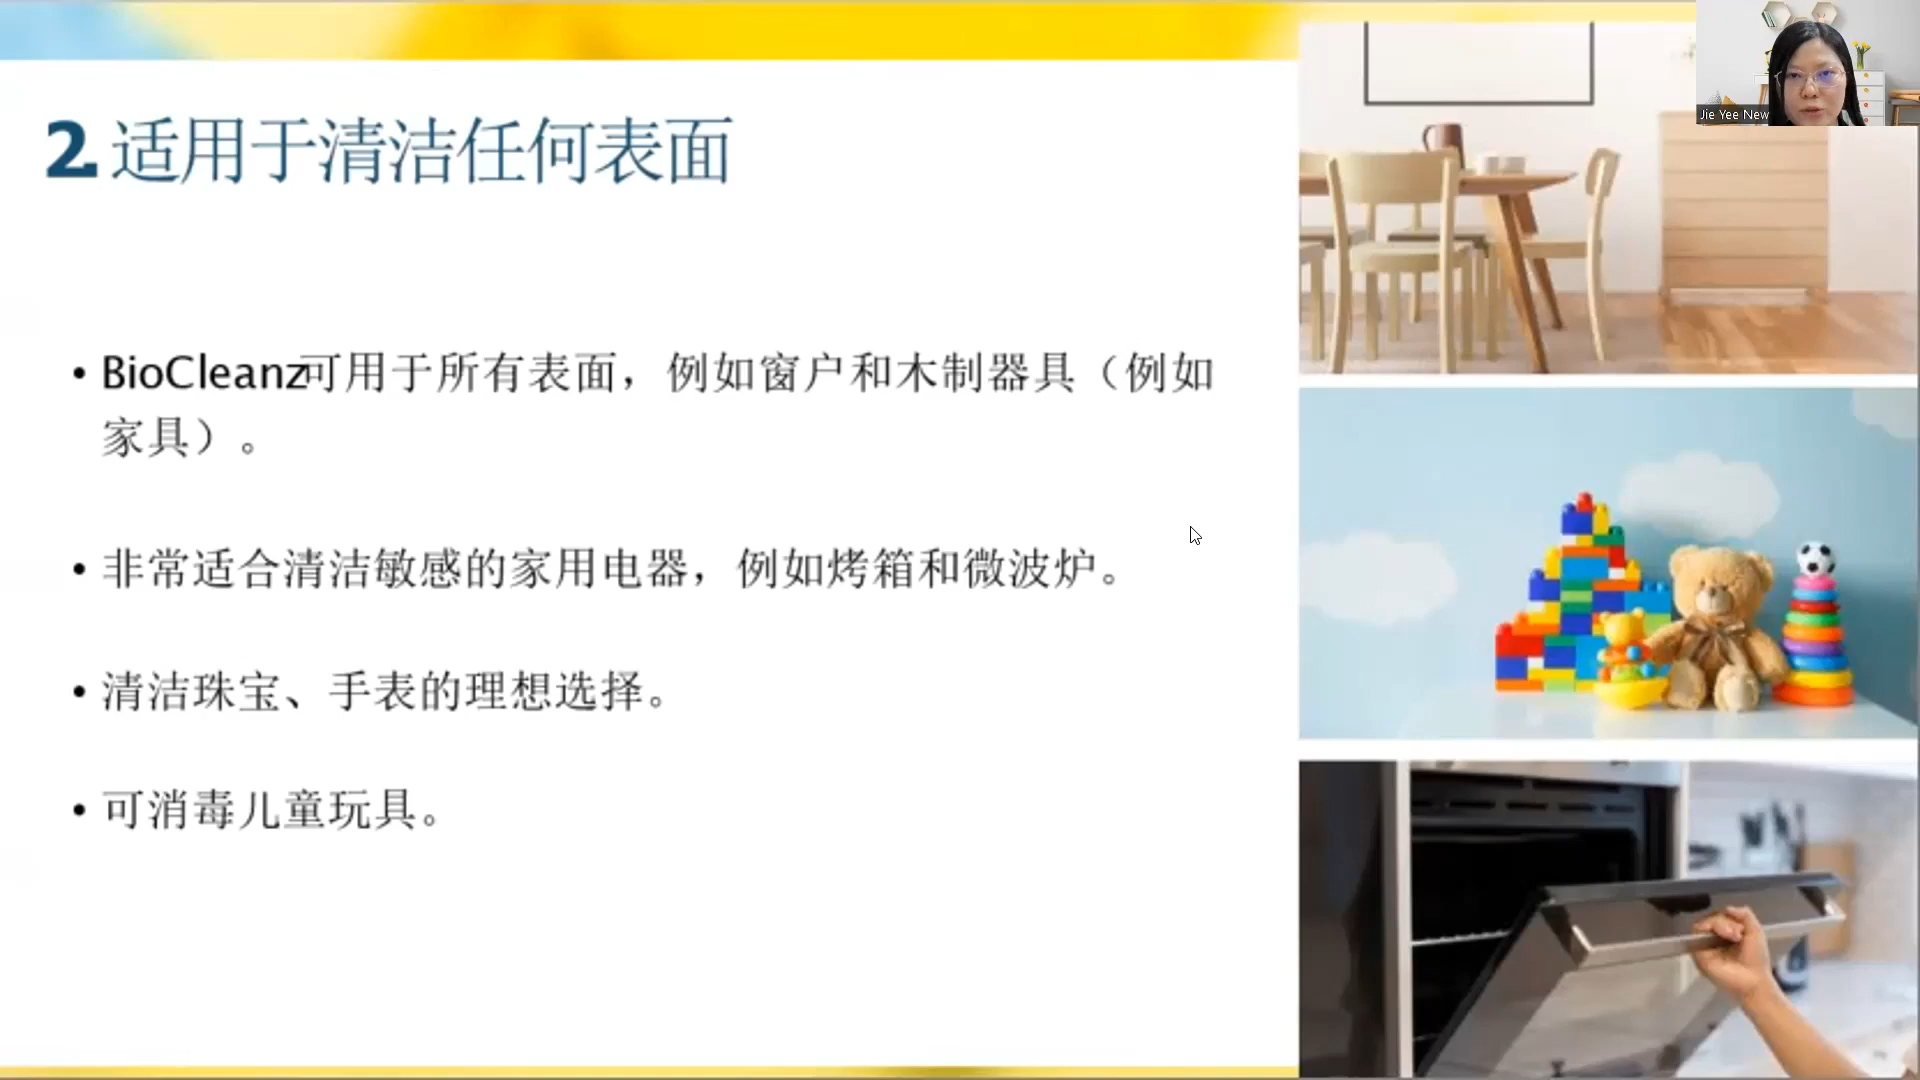 2. 适用于清洁任何表面
Jie Yee New
• BioCleanz可用于所有表面，例如窗户和木制器具（例如
家具）。
• 非常适合清洁敏感的家用电器，例如烤箱和微波炉。
• 清洁珠宝、手表的理想选择。
• 可消毒儿童玩具。